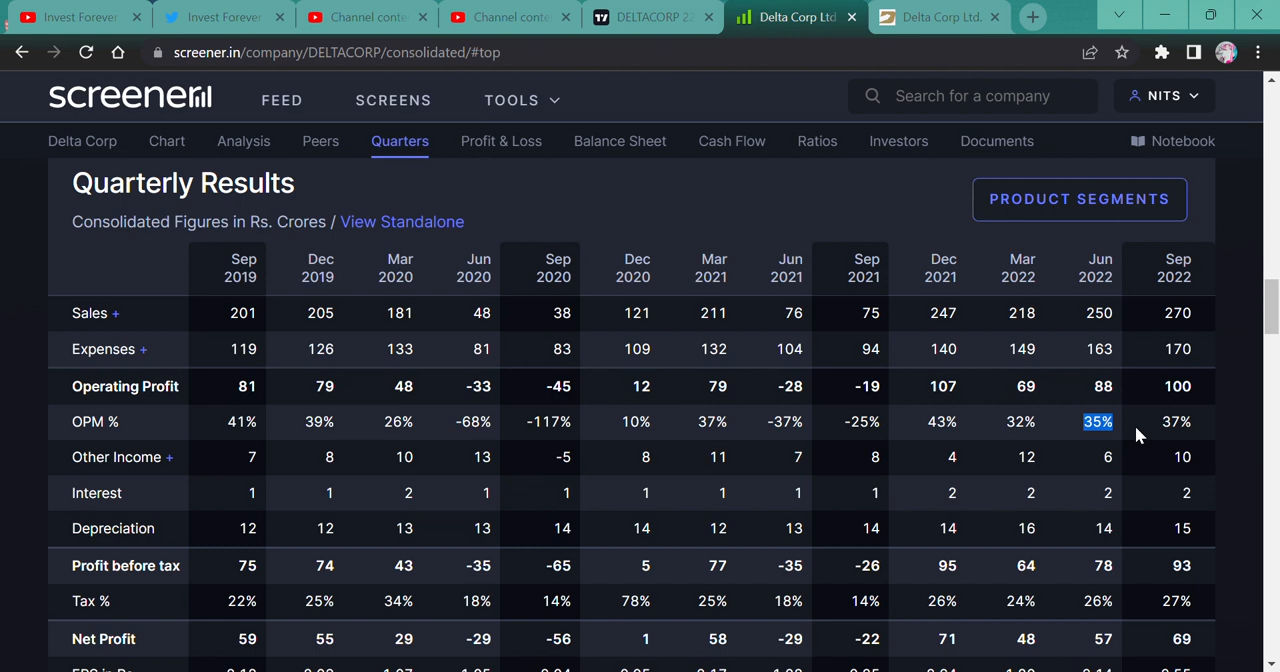 Invest Forever
Invest Forever
Channel conte
Channel conte
DELTACORP 22
Delta Corp Ltd
Delta Corp Ltd.
screener.in/company/DELTACORP/consolidated/#top
screener
FEED
SCREENS
TOOLS
Search for a company
NITS
Delta Corp
Chart
Analysis
Peers
Quarters
Profit & Loss
Balance Sheet
Cash Flow
Ratios
Investors
Documents
Notebook
Quarterly Results
PRODUCT SEGMENTS
Consolidated Figures in Rs. Crores / View Standalone
Sep Dec Mar Jun Sep Dec Mar Jun Sep Dec Mar Jun Sep
2019 2019 2020 2020 2020 2020 2021 2021 2021 2021 2022 2022 2022
Sales + 201 205 181 48 38 121 211 76 75 247 218 250 270
Expenses + 119 126 133 81 83 109 132 104 94 140 149 163 170
Operating Profit 81 79 48 -33 -45 12 79 -28 -19 107 69 88 100
OPM % 41% 39% 26% -68% -117% 10% 37% -37% -25% 43% 32% 35% 37%
Other Income + 7 8 10 13 -5 8 11 7 8 4 12 6 10
Interest 1 1 2 1 1 1 1 1 1 2 2 2 2
Depreciation 12 12 13 13 14 14 12 13 14 14 16 14 15
Profit before tax 75 74 43 -35 -65 5 77 -35 -26 95 64 78 93
Tax % 22% 25% 34% 18% 14% 78% 25% 18% 14% 26% 24% 26% 27%
Net Profit 59 55 29 -29 -56 1 58 -29 -22 71 48 57 69